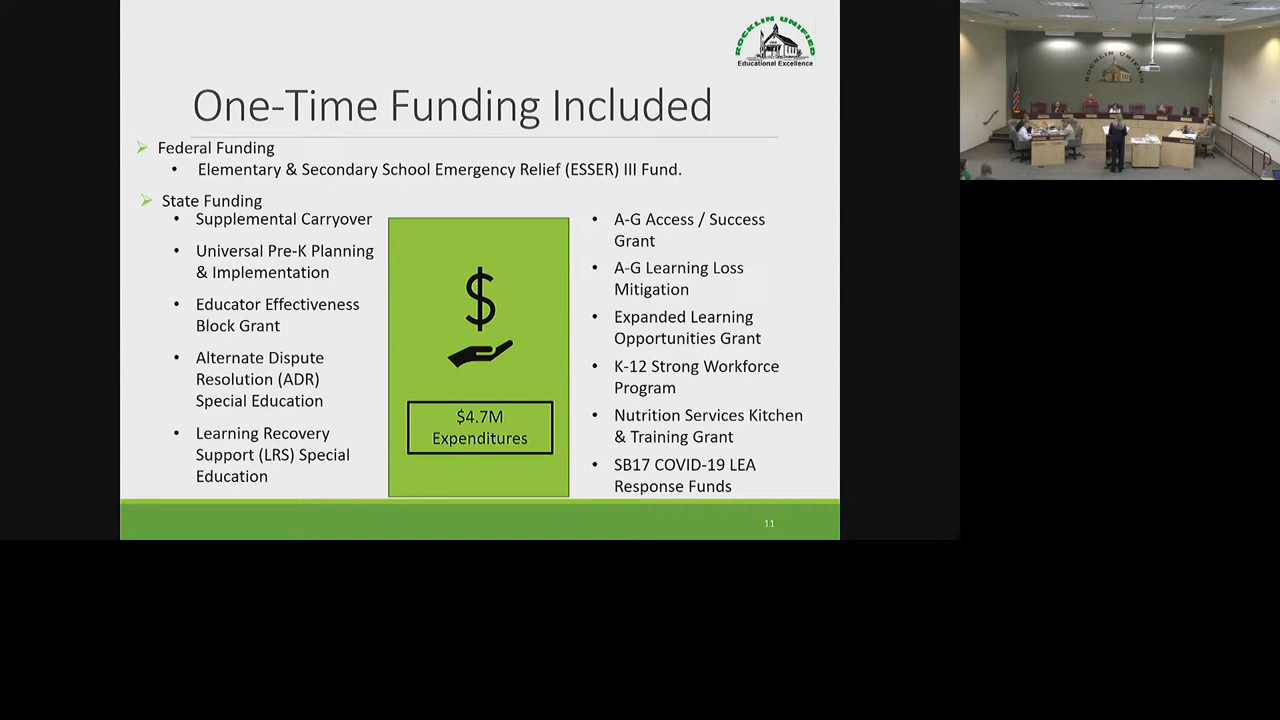 ROCKLIN UNIFIED
Educational Excellence
One-Time Funding Included
Federal Funding
Elementary & Secondary School Emergency Relief (ESSER) III Fund.
State Funding
Supplemental Carryover
Universal Pre-K Planning
& Implementation
Educator Effectiveness
Block Grant
Alternate Dispute
Resolution (ADR)
Special Education
Learning Recovery
Support (LRS) Special
Education
$
$4.7M
Expenditures
A-G Access / Success
Grant
A-G Learning Loss
Mitigation
Expanded Learning
Opportunities Grant
K-12 Strong Workforce
Program
Nutrition Services Kitchen
& Training Grant
SB17 COVID-19 LEA
Response Funds
11
ROCKLIN UNIFIED